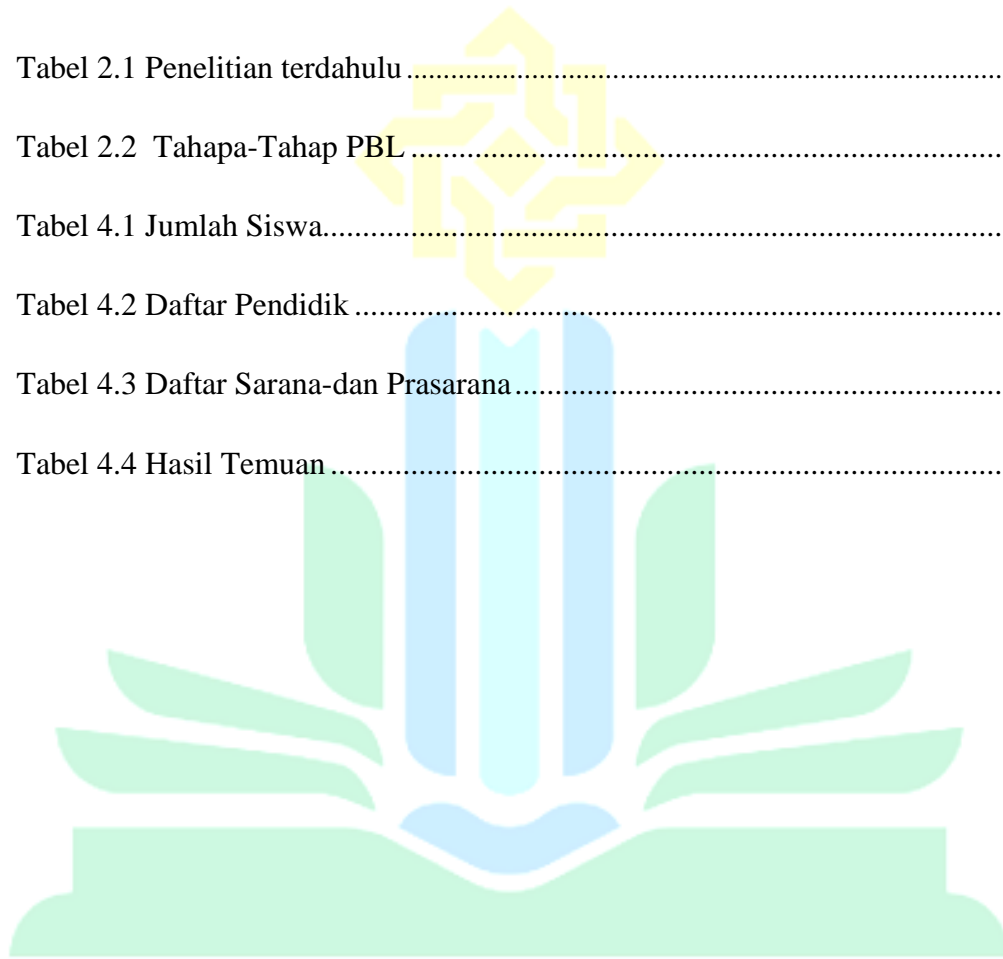 Tabel 2.1 Penelitian terdahulu................................................................................
Tabel 2.2  Tahapa-Tahap PBL................................................................................
Tabel 4.1 Jumlah Siswa................................................................................
Tabel 4.2 Daftar Pendidik................................................................................
Tabel 4.3 Daftar Sarana-dan Prasarana................................................................................
Tabel 4.4 Hasil Temuan................................................................................